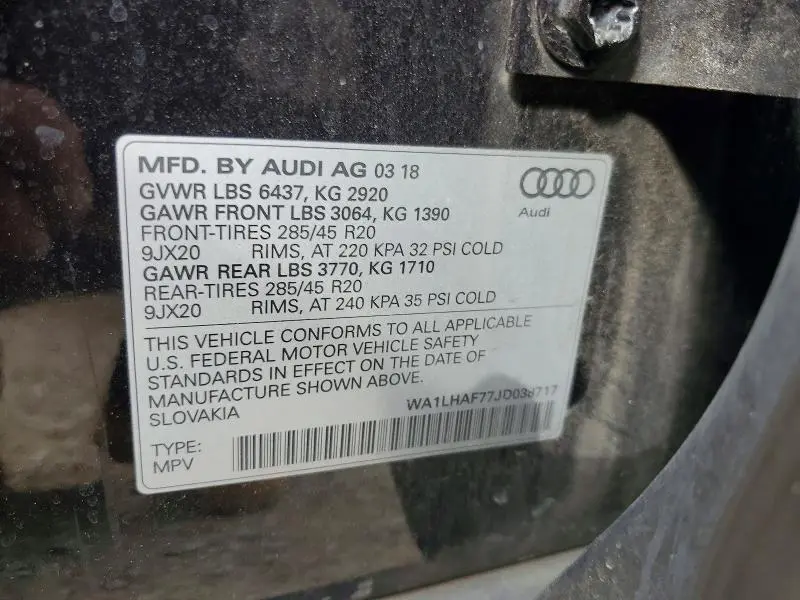 MFD. BY AUDI AG 03 18
GVWR LBS 6437, KG 2920
GAWR FRONT LBS 3064, KG 1390
FRONT-TIRES 285/45 R20
9JX20 RIMS, AT 220 KPA 32 PSI COLD
GAWR REAR LBS 3770, KG 1710
REAR-TIRES 285/45 R20
9JX20 RIMS, AT 240 KPA 35 PSI COLD
Audi
THIS VEHICLE CONFORMS TO ALL APPLICABLE
U.S. FEDERAL MOTOR VEHICLE SAFETY
STANDARDS IN EFFECT ON THE DATE OF
MANUFACTURE SHOWN ABOVE.
SLOVAKIA
WA1LHAF77JD038717
TYPE:
MPV